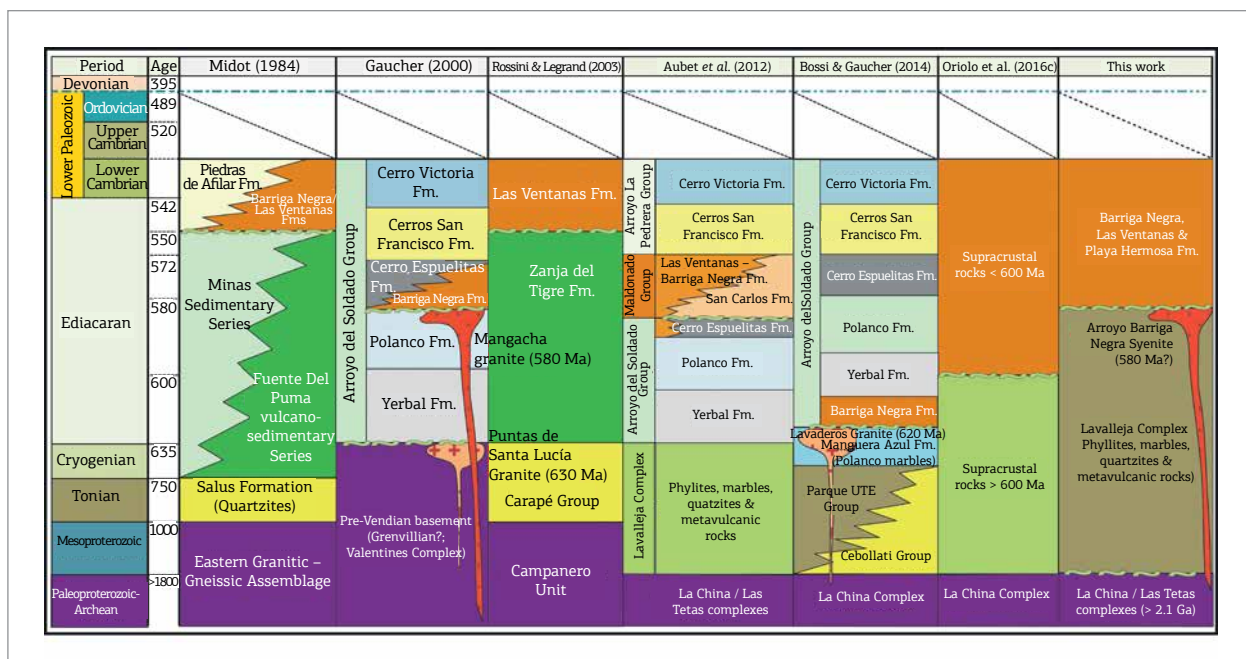 Period
Age
Midot (1984)
Gaucher (2000)
Rossini & Legrand (2003)
Aubet et al. (2012)
Bossi & Gaucher (2014)
Oriolo et al. (2016c)
This work
Devonian
Lower Paleozoic
Ordovician
Upper
Cambrian
Lower
Cambrian
Ediacaran
Cryogenian
Tonian
Mesoproterozoic
Paleoproterozoic-
Archean
395
489
520
542
550
572
580
600
635
750
1000
>1800
Piedras
de Afilar Fm.
Barriga Negra/
Las Ventanas
Fms
Minas
Sedimentary
Series
Fuente Del
Puma
vulcano-
sedimentary
Series
Salus Formation
(Quartzites)
Eastern Granitic –
Gneissic Assemblage
Arroyo del Soldado Group
Cerro Victoria
Fm.
Cerros San
Francisco Fm.
Cerro Espuelitas
Fm.
Barriga Negra Fm.
Polanco Fm.
Mangacha
granite (580 Ma)
Yerbal Fm.
Puntas de
Santa Lucía
Granite (630 Ma)
Pre-Vendian basement
(Grenvillian?;
Valentines Complex)
Las Ventanas Fm.
Zanja del
Tigre Fm.
Carapé Group
Campanero
Unit
Arroyo La
Pedrera Group
Maldonado
Group
Arroyo del Soldado
Group
Lavalleja Complex
Cerro Victoria Fm.
Cerros San
Francisco Fm.
Las Ventanas –
Barriga Negra Fm.
San Carlos Fm.
Cerro Espuelitas Fm.
Polanco Fm.
Yerbal Fm.
Phylites, marbles,
quatzites &
metavulcanic
rocks
La China / Las
Tetas complexes
Arroyo delSoldado Group
Cerro Victoria Fm.
Cerros San
Francisco Fm.
Cerro Espuelitas Fm.
Polanco Fm.
Yerbal Fm.
Barriga Negra Fm.
Lavaderos Granite (620 Ma)
Manguera Azul Fm.
(Polanco marbles)
Parque UTE
Group
Cebollati Group
La China Complex
Supracrustal
rocks < 600 Ma
Supracrustal
rocks > 600 Ma
La China Complex
Barriga Negra,
Las Ventanas &
Playa Hermosa Fm.
Arroyo Barriga
Negra Syenite
(580 Ma?)
Lavalleja Complex
Phyllites, marbles,
quartzites &
metavulcanic rocks)
La China / Las Tetas
complexes (> 2.1 Ga)